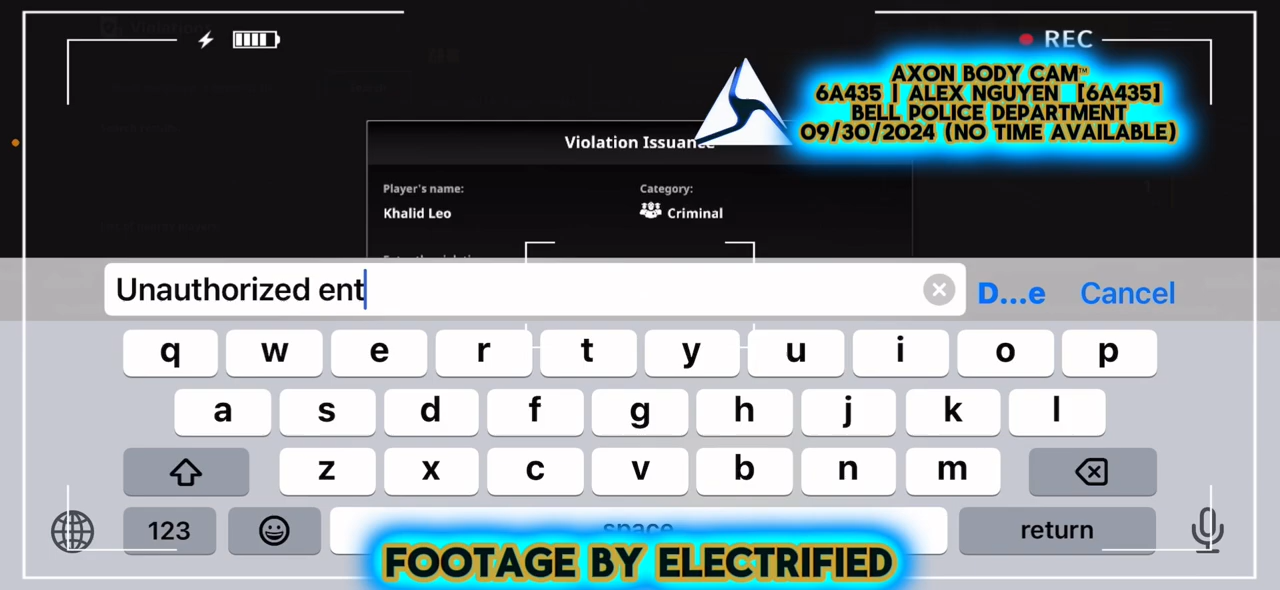 REC
AXON BODY CAM™
6A435 | ALEX NGUYEN [6A435]
BELL POLICE DEPARTMENT
09/30/2024 (NO TIME AVAILABLE)
Violation Issuance
Player's name:
Category:
Khalid Leo
Criminal
Unauthorized ent
D...e
Cancel
q w e r t y u i o p
a s d f g h j k l
z x c v b n m
123
space
return
FOOTAGE BY ELECTRIFIED